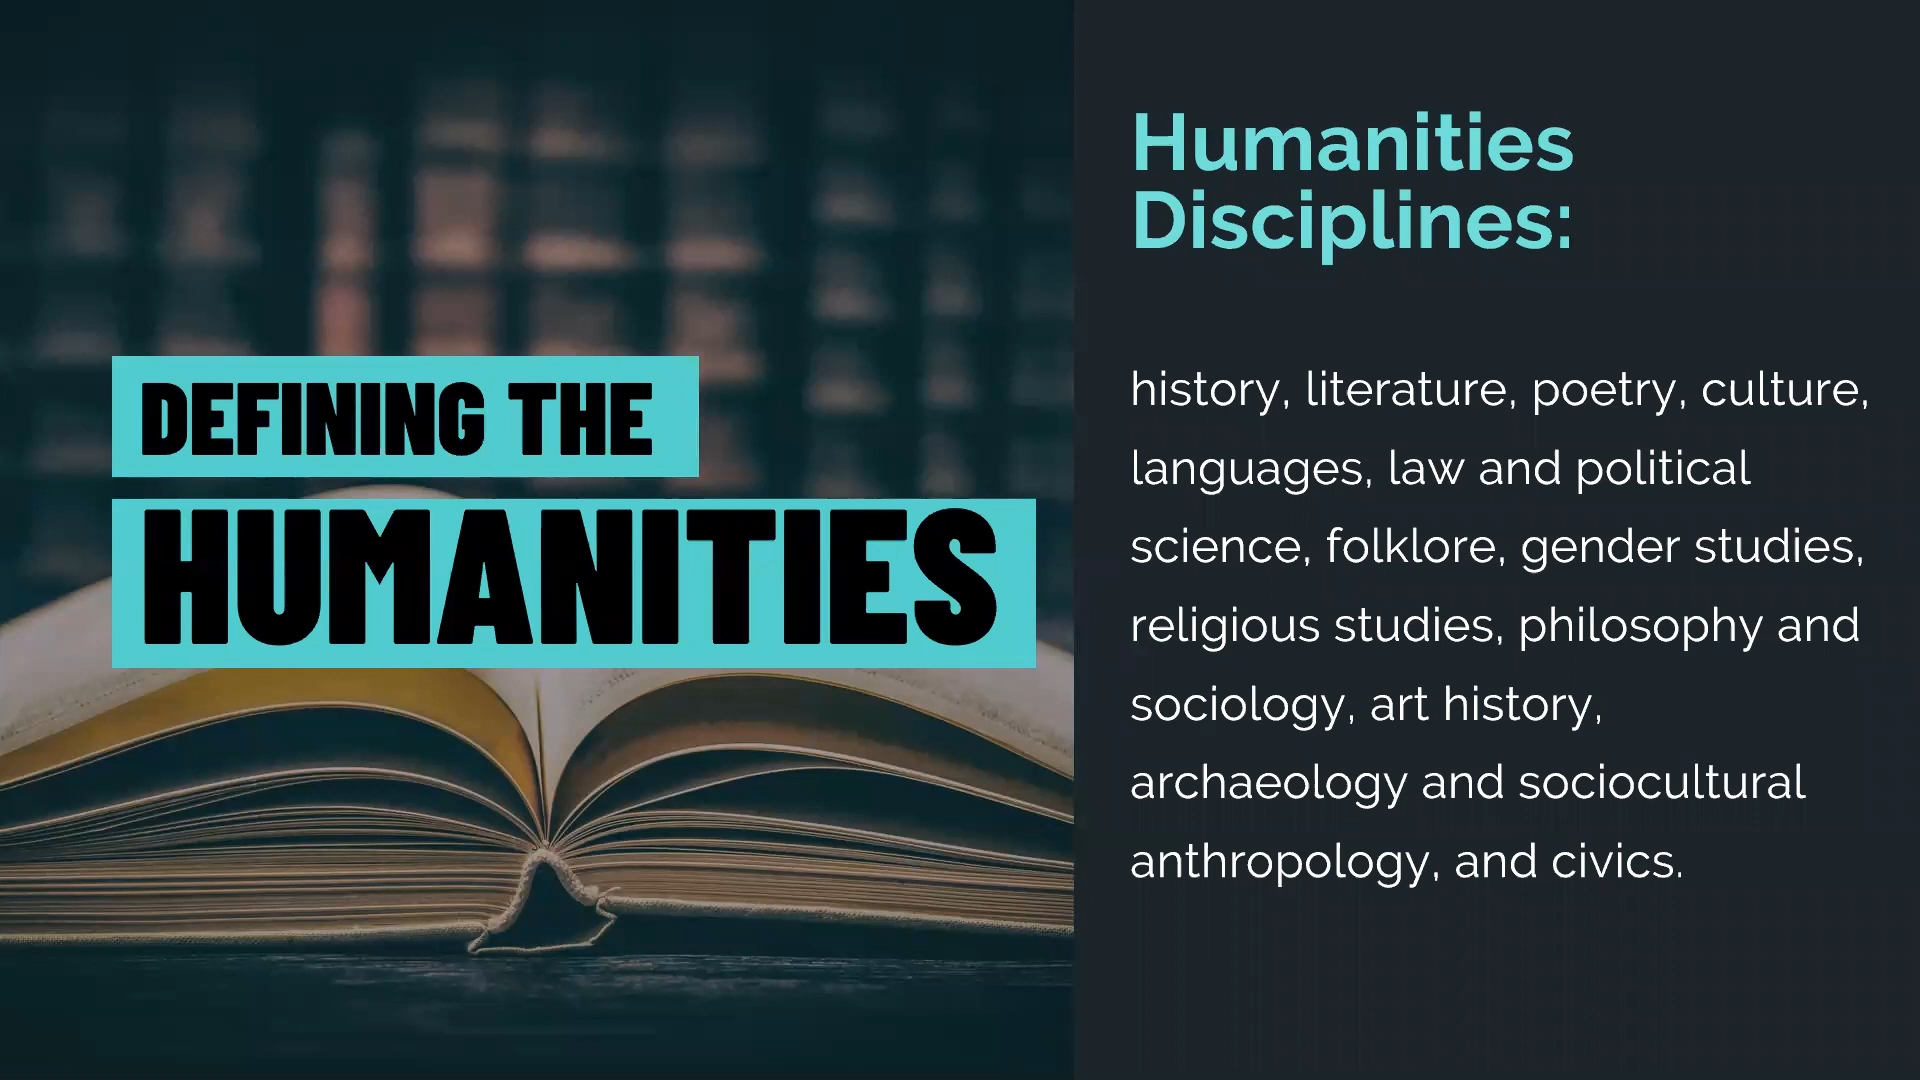 DEFINING THE
HUMANITIES
Humanities
Disciplines:
history, literature, poetry, culture,
languages, law and political
science, folklore, gender studies,
religious studies, philosophy and
sociology, art history,
archaeology and sociocultural
anthropology, and civics.